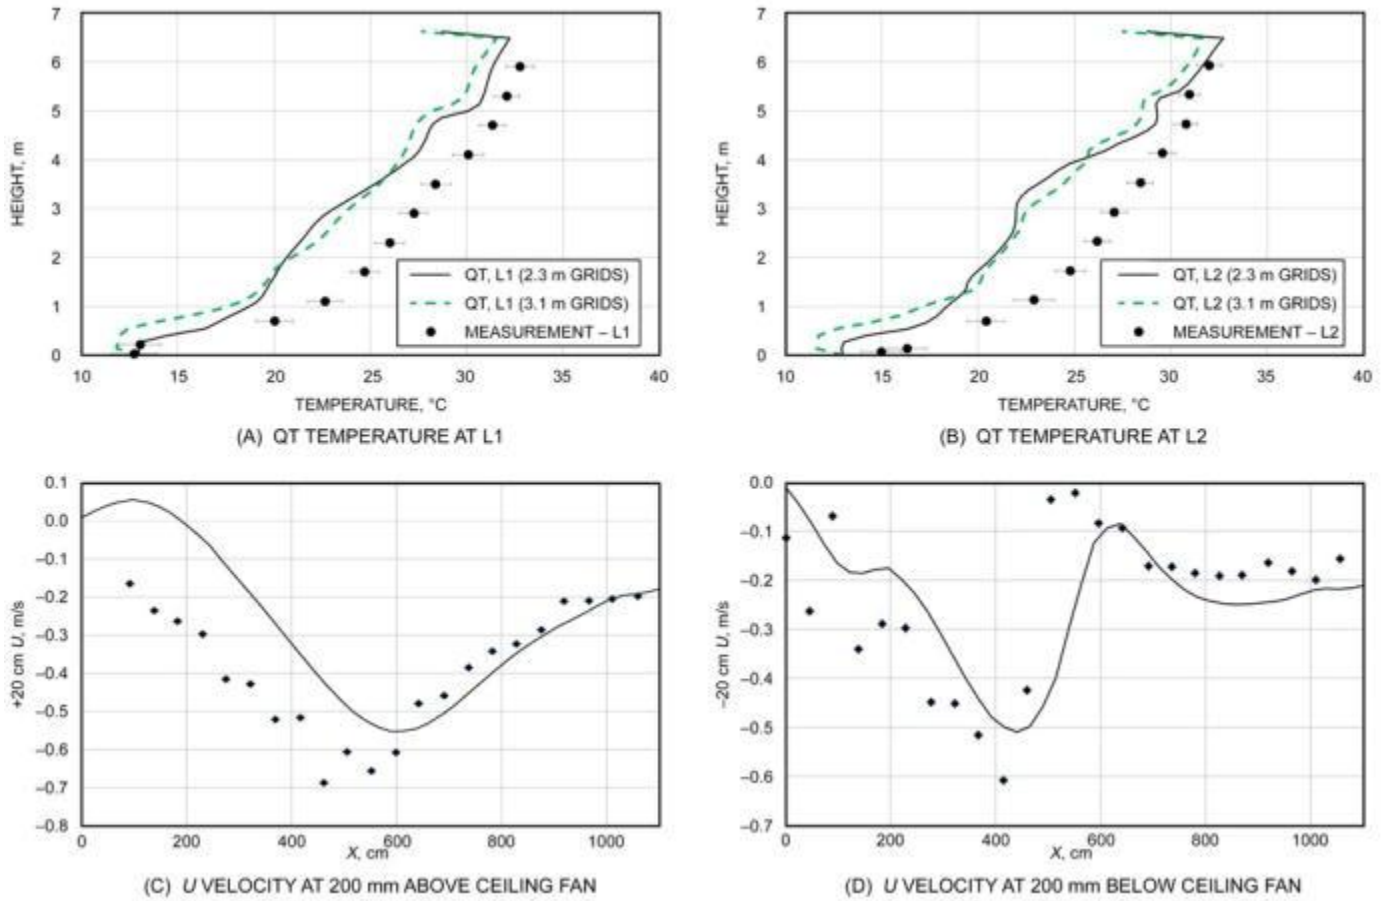 7
6
5
4
3
2
1
0
HEIGHT, m
QT, L1 (2.3 m GRIDS)
QT, L1 (3.1 m GRIDS)
MEASUREMENT – L1
10 15 20 25 30 35 40
TEMPERATURE, °C
(A) QT TEMPERATURE AT L1
7
6
5
4
3
2
1
0
HEIGHT, m
QT, L2 (2.3 m GRIDS)
QT, L2 (3.1 m GRIDS)
MEASUREMENT – L2
10 15 20 25 30 35 40
TEMPERATURE, °C
(B) QT TEMPERATURE AT L2
0.1
0.0
–0.1
–0.2
–0.3
–0.4
–0.5
–0.6
–0.7
–0.8
+20 cm U, m/s
0 200 400 600 800 1000
X, cm
(C) U VELOCITY AT 200 mm ABOVE CEILING FAN
0.0
–0.1
–0.2
–0.3
–0.4
–0.5
–0.6
–0.7
–20 cm U, m/s
0 200 400 600 800 1000
X, cm
(D) U VELOCITY AT 200 mm BELOW CEILING FAN